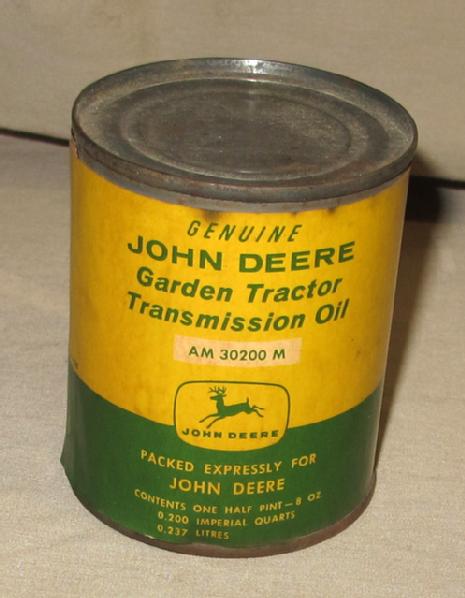 GENUINE
JOHN DEERE
Garden Tractor
Transmission Oil
AM 30200 M
JOHN DEERE
PACKED EXPRESSLY FOR
JOHN DEERE
CONTENTS ONE HALF PINT-8 OZ
0.200 IMPERIAL QUARTS
0.237 LITRES